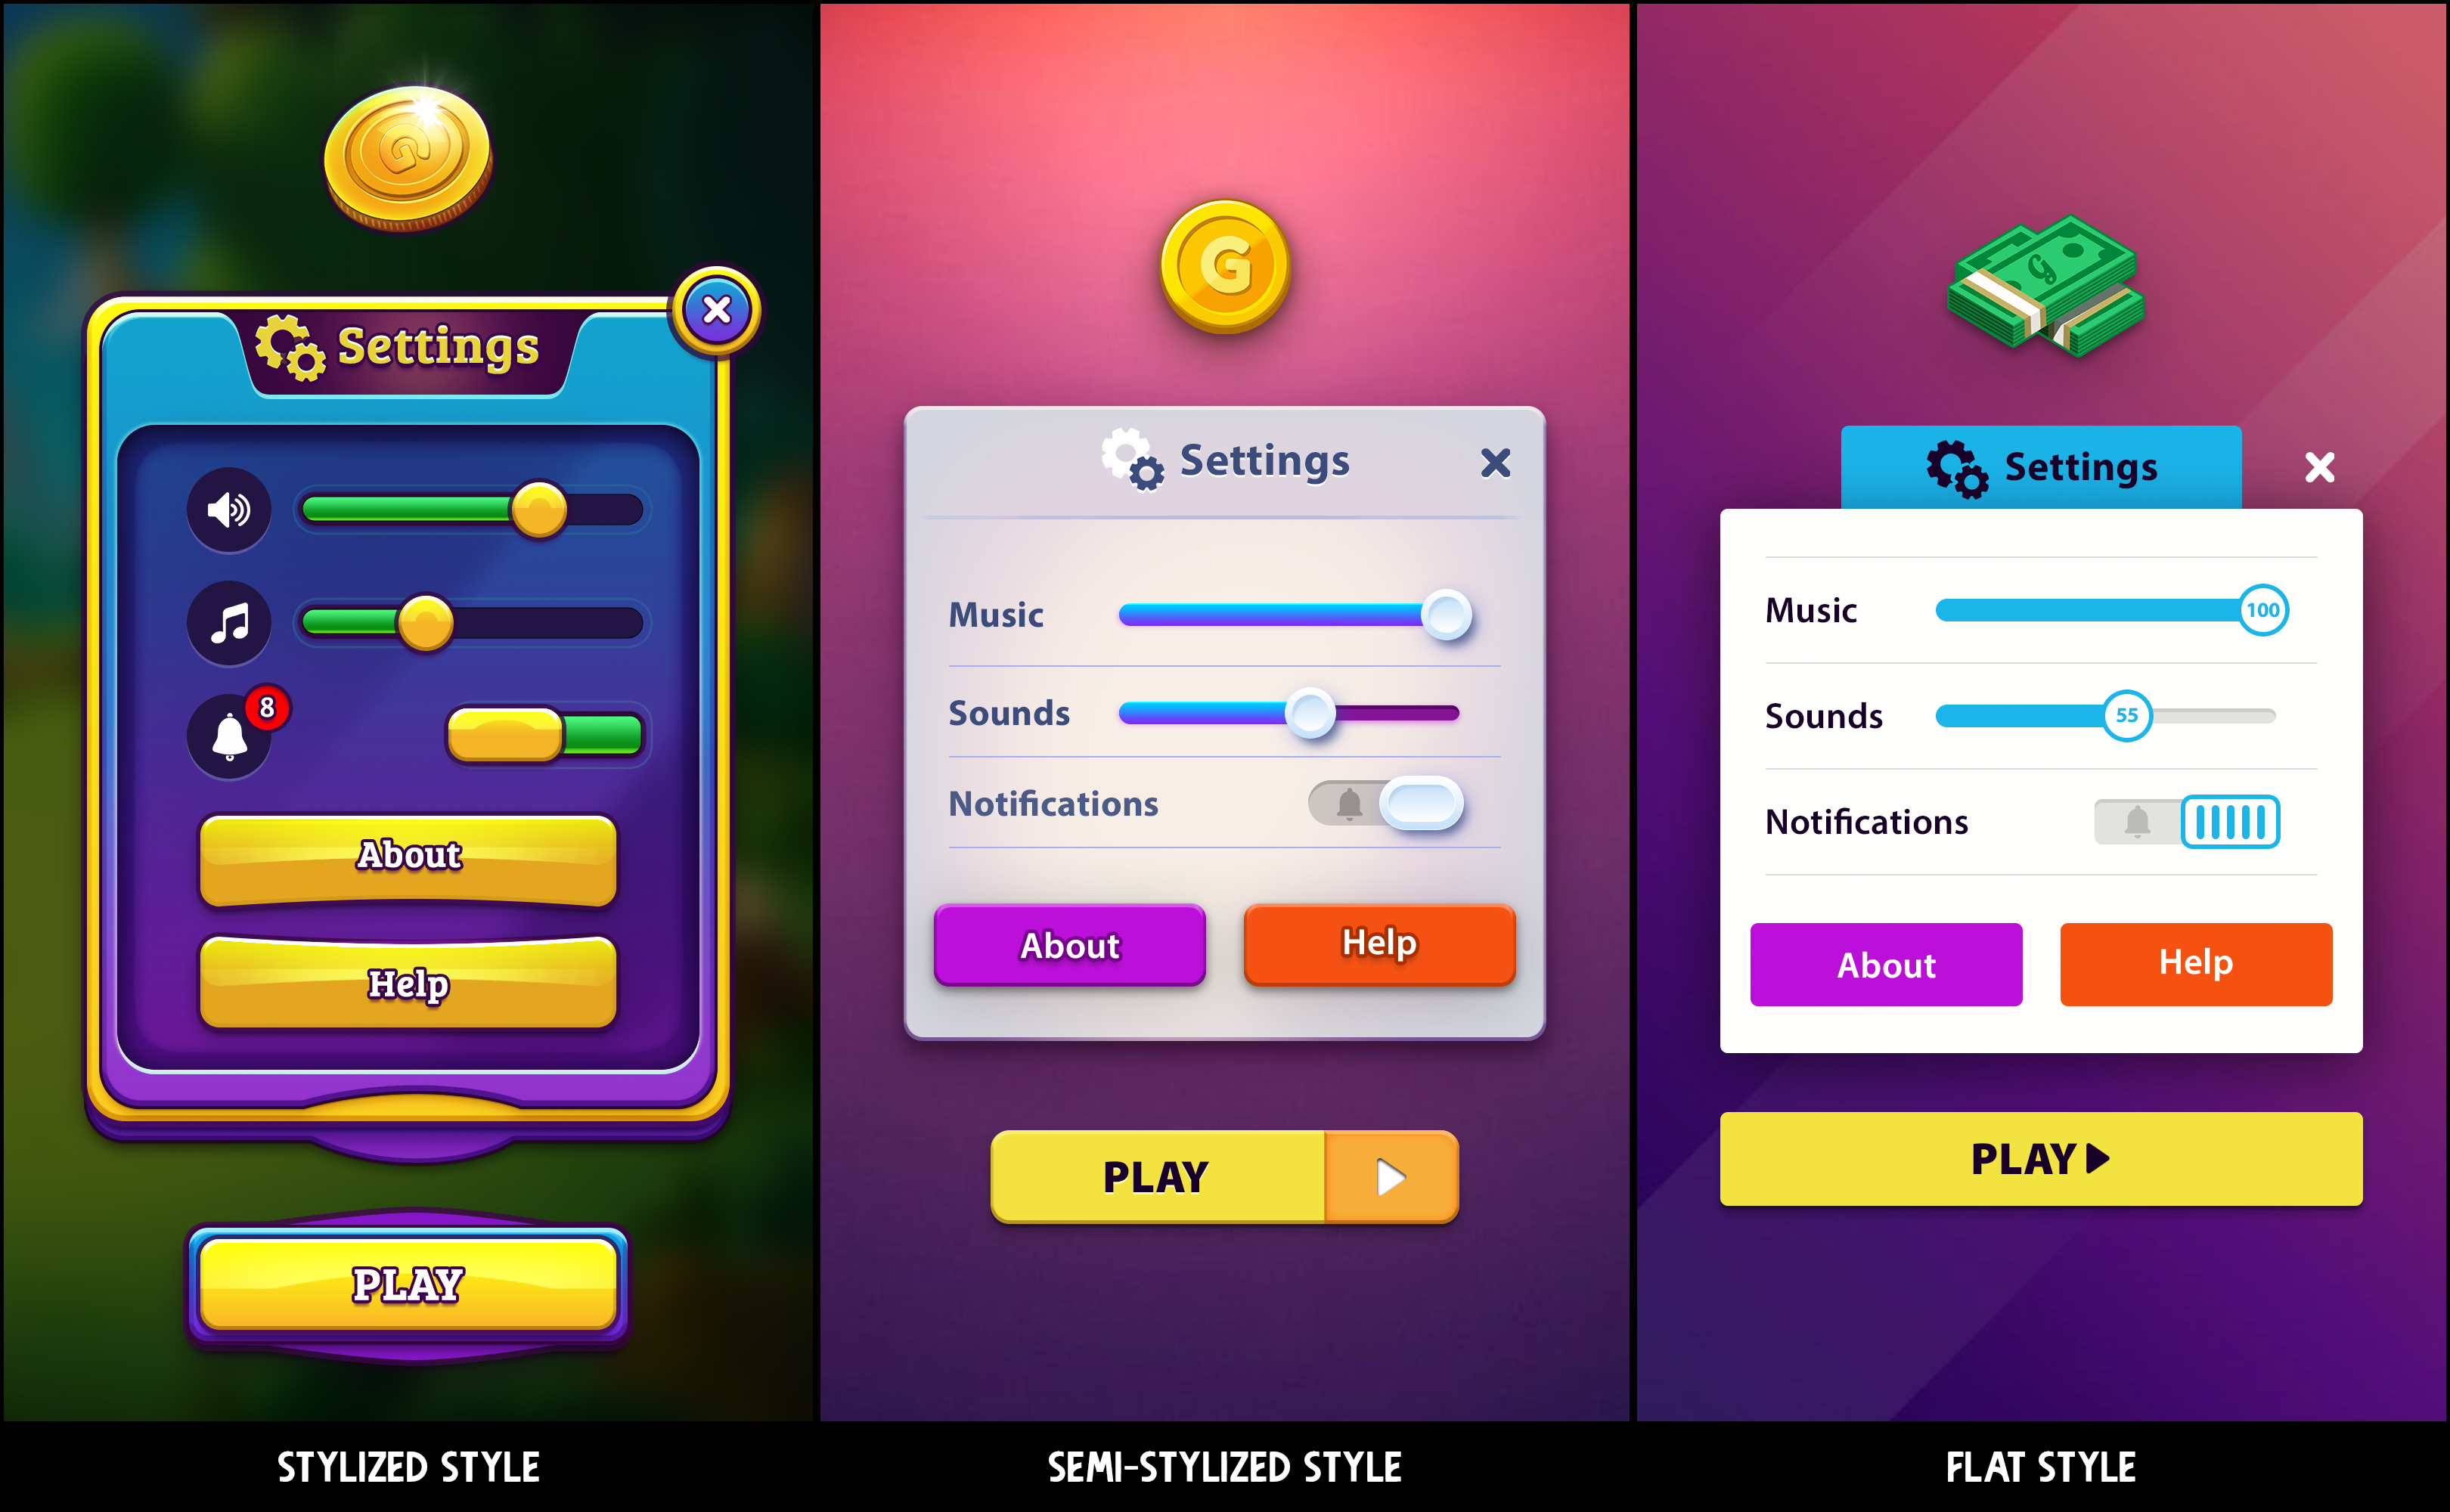 G
Settings
8
About
Help
PLAY
STYLIZED STYLE
G
Settings
Music
Sounds
Notifications
About
Help
PLAY
SEMI-STYLIZED STYLE
G
Settings
Music
100
Sounds
55
Notifications
About
Help
PLAY
FLAT STYLE